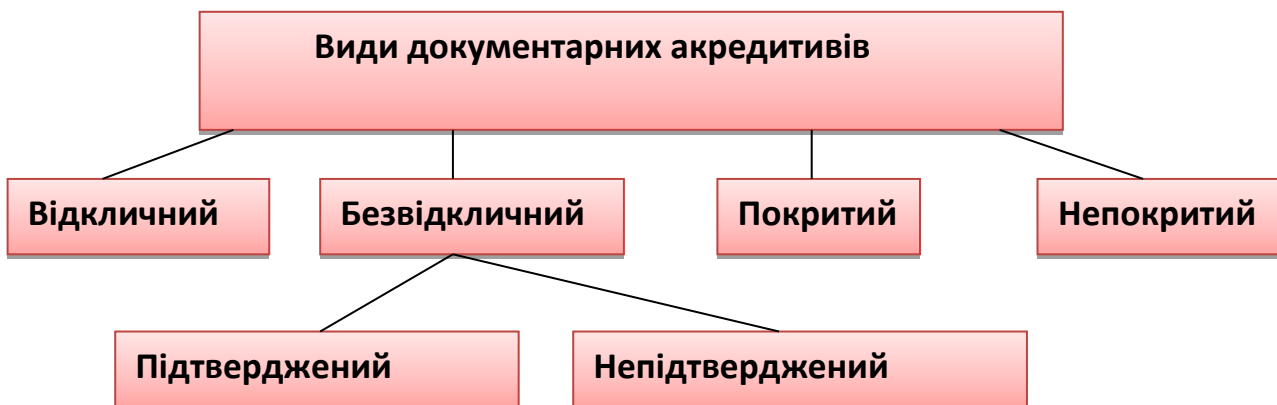 Види документарних акредитивів
Відкличний
Безвідкличний
Покритий
Непокритий
Підтверджений
Непідтверджений